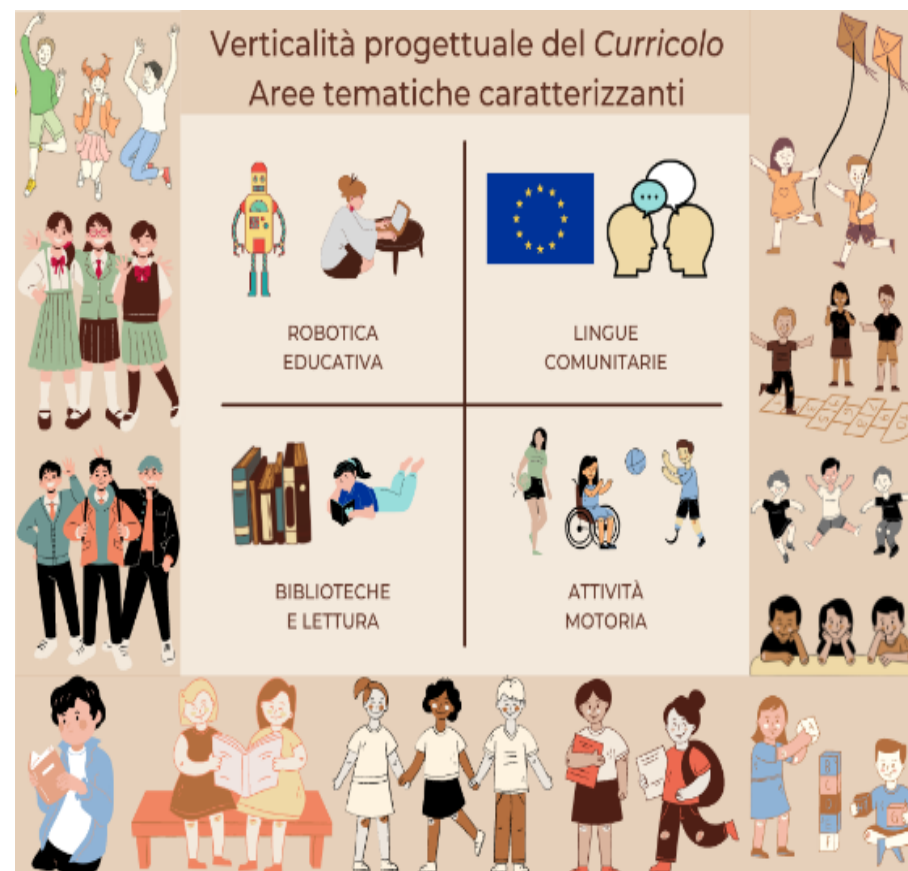 Verticalità progettuale del Curricolo
Aree tematiche caratterizzanti
ROBOTICA
EDUCATIVA
LINGUE
COMUNITARIE
BIBLIOTECHE
E LETTURA
ATTIVITÀ
MOTORIA